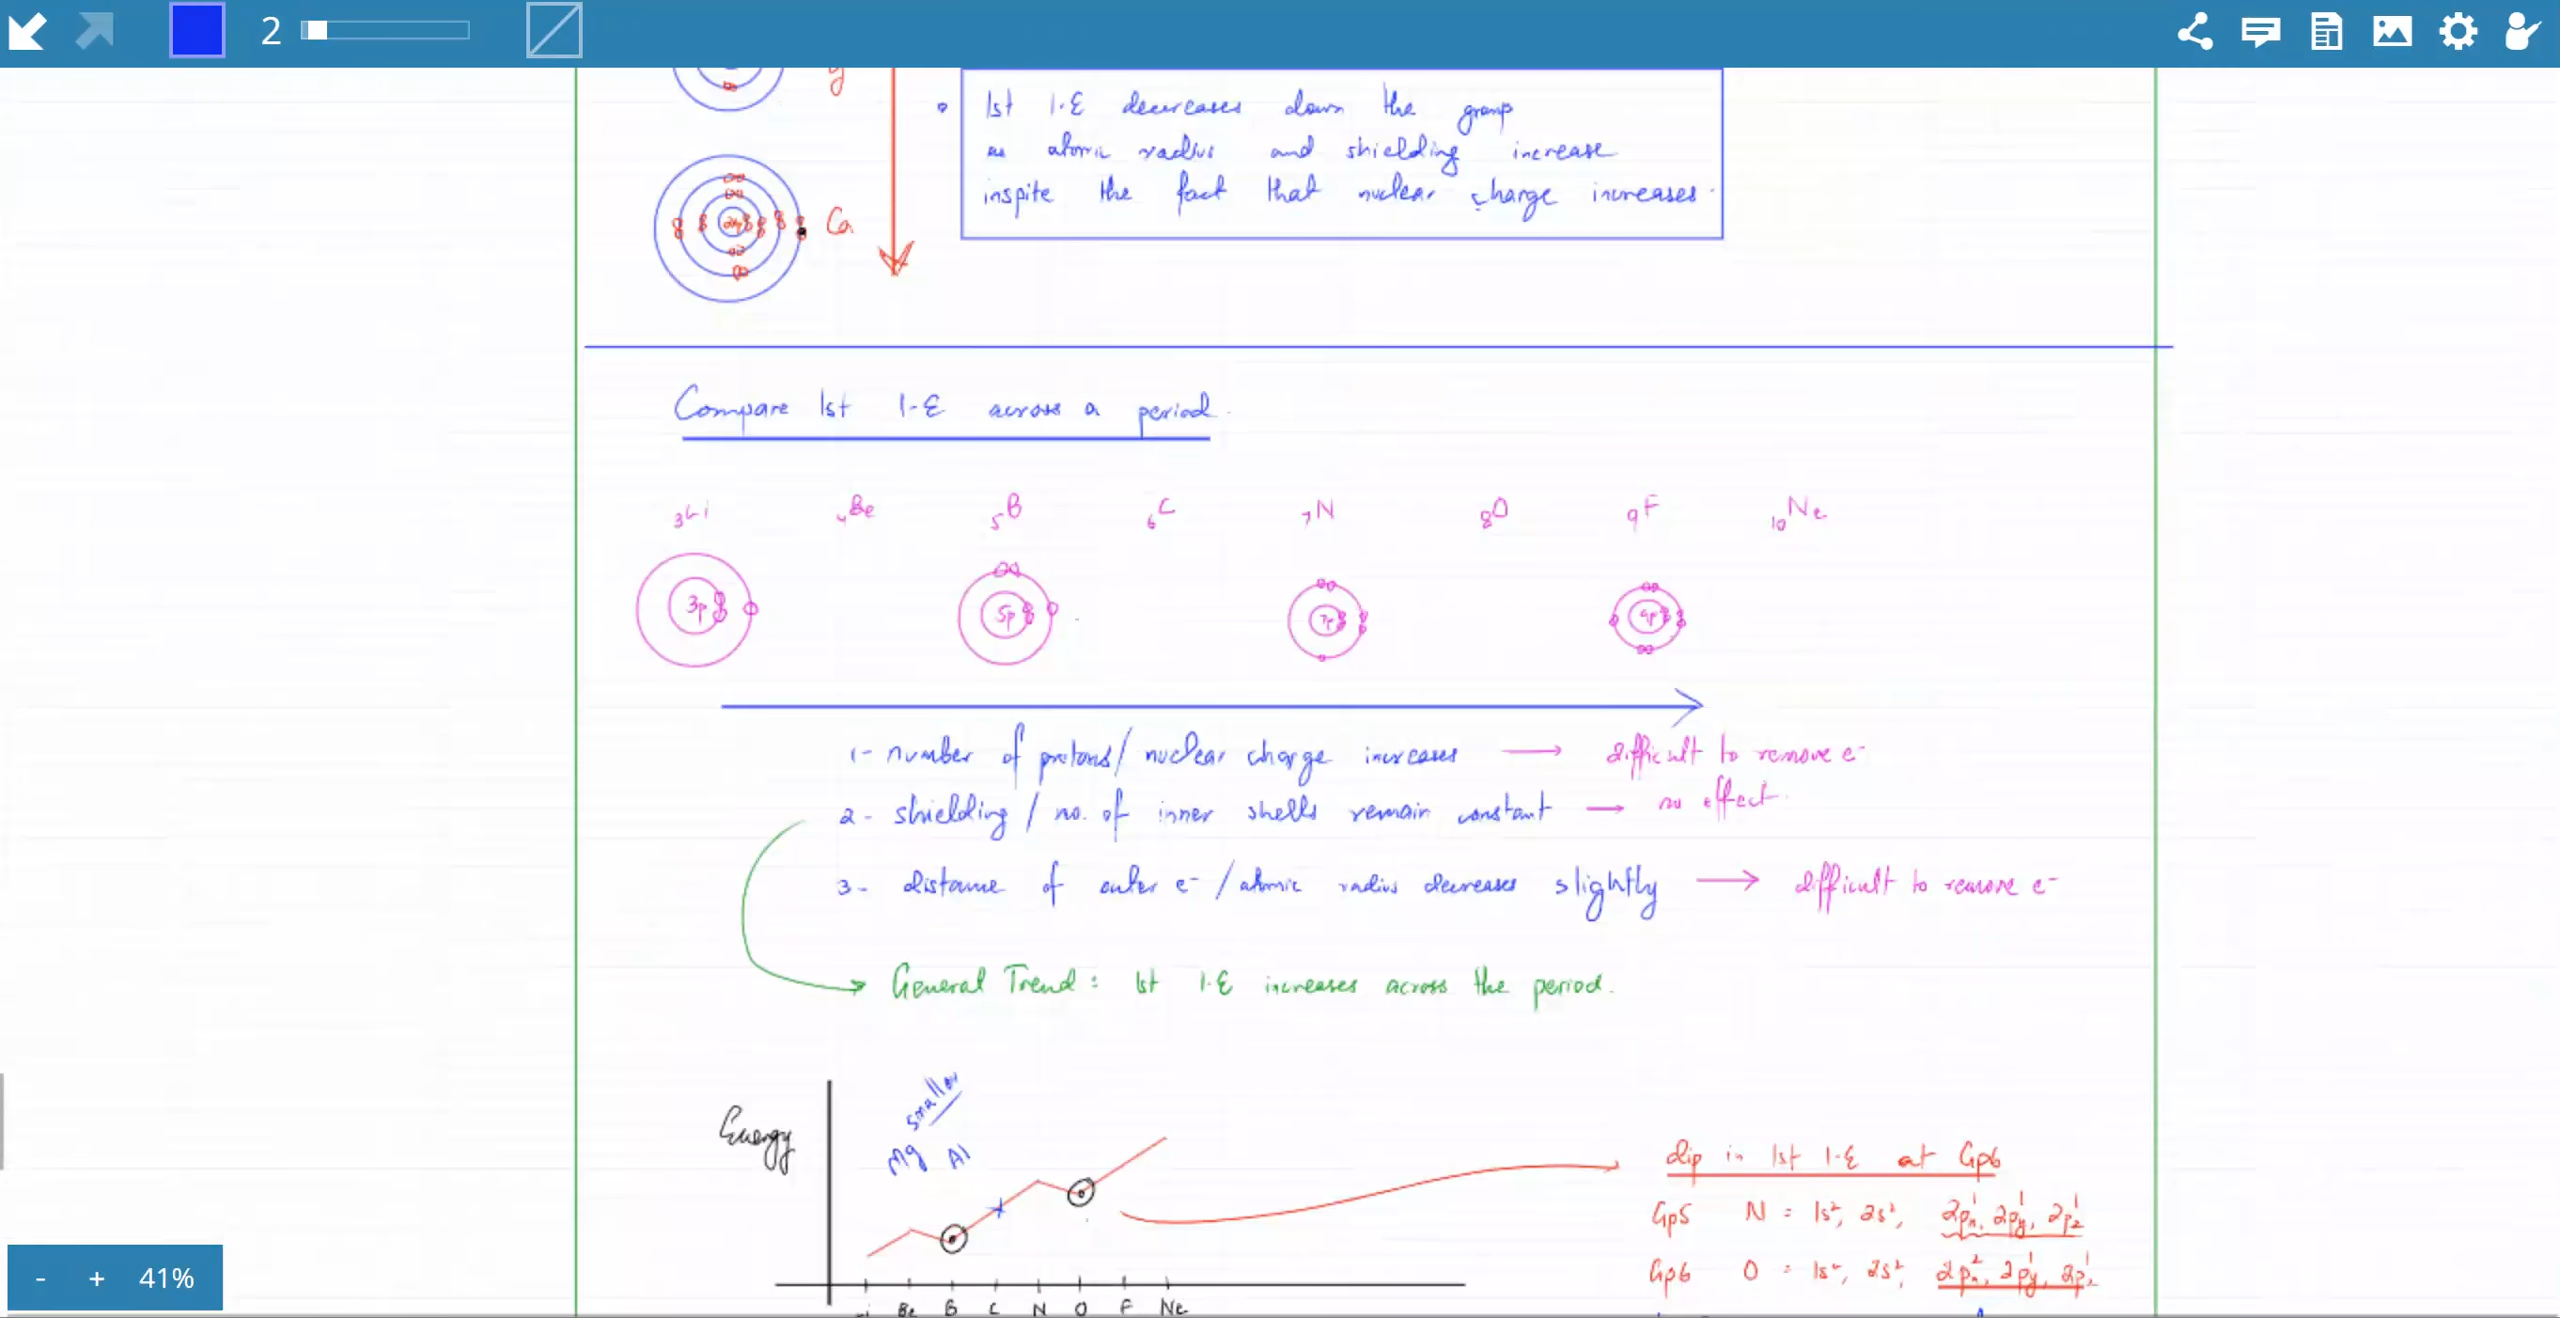 2
y
1st I.E decreases down the group
as atomic radius and shielding increase
inspite the fact that nuclear charge increases.
Ca
Compare 1st I.E across a period.
3Li 4Be 5B 6C 7N 8O 9F 10Ne
3p 5p 7p 9p
1- number of protons/ nuclear charge increases → difficult to remove e-
2- shielding / no. of inner shells remain constant → no effect.
3- distance of outer e- / atomic radius decreases slightly → difficult to remove e-
General Trend: 1st I.E increases across the period.
Energy
smaller
Mg Al
Be B C N O F Ne
dip in 1st I.E at Gp6
Gp5 N = 1s², 2s², 2px¹, 2py¹, 2pz¹
Gp6 O = 1s², 2s², 2px², 2py¹, 2pz¹
- + 41%